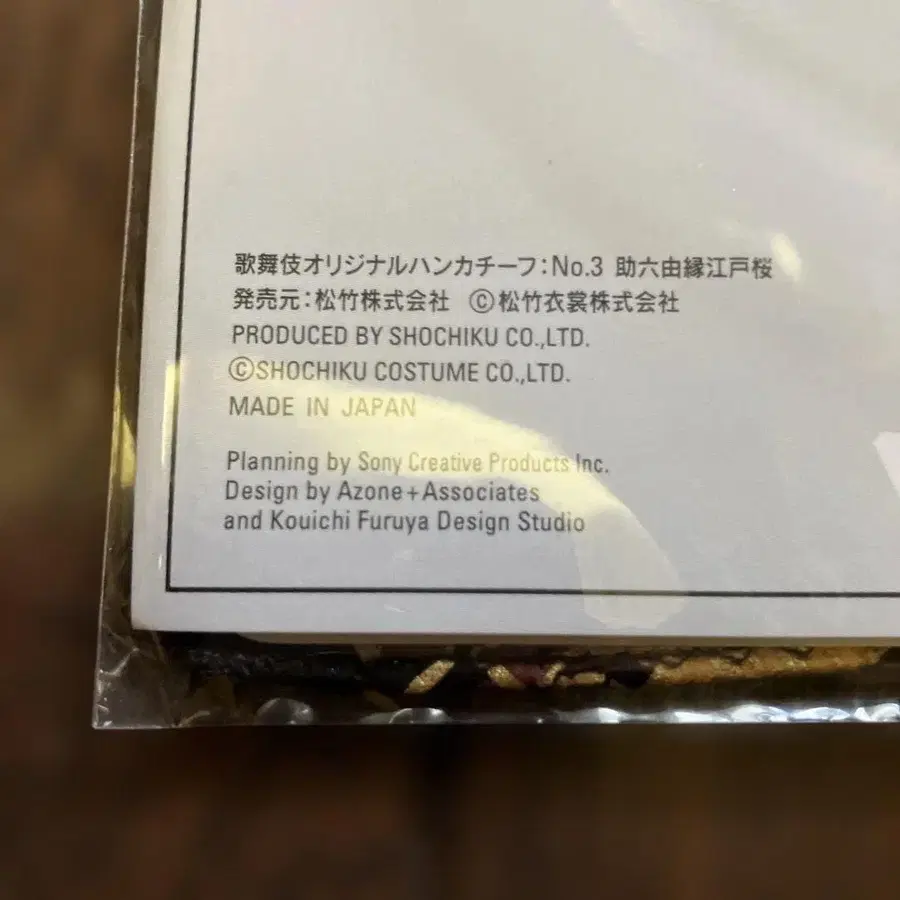 歌舞伎オリジナルハンカチーフ:No.3 助六由縁江戸桜
発売元:松竹株式会社 ©松竹衣裳株式会社
PRODUCED BY SHOCHIKU CO.,LTD.
©SHOCHIKU COSTUME CO.,LTD.
MADE IN JAPAN
Planning by Sony Creative Products Inc.
Design by Azone+Associates
and Kouichi Furuya Design Studio